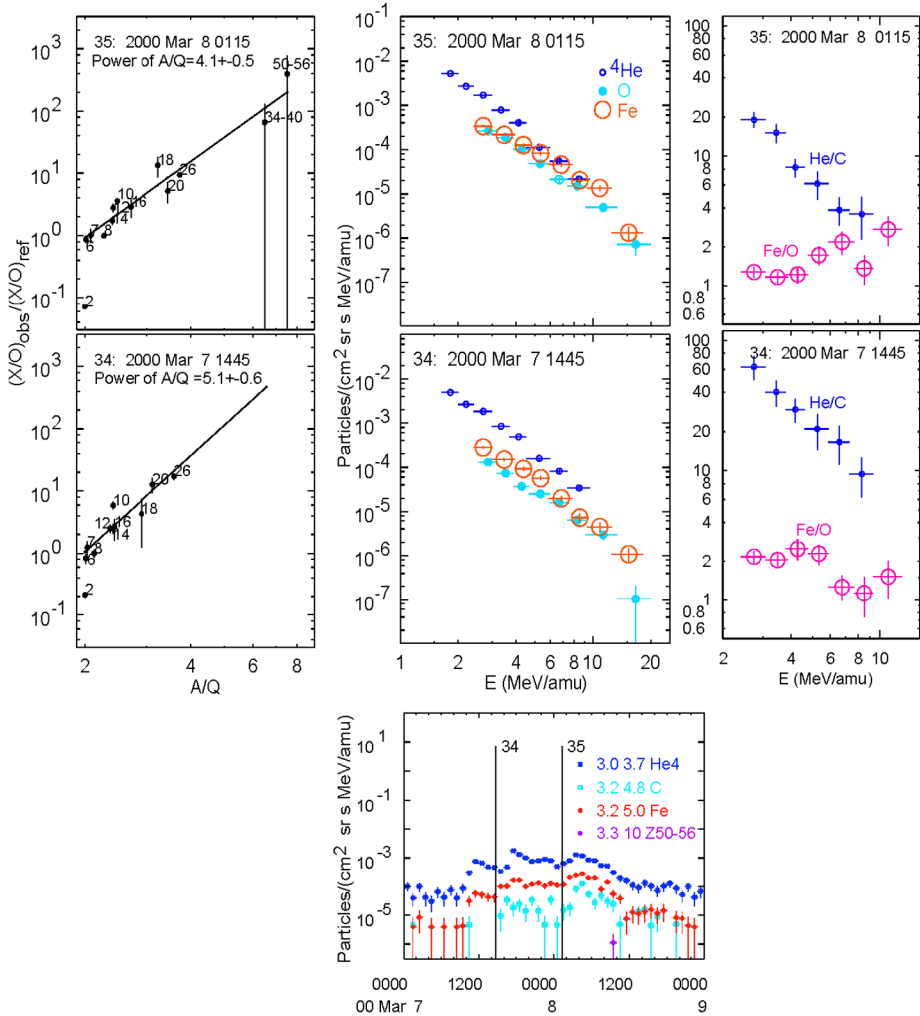 35: 2000 Mar 8 0115
Power of A/Q=4.1+-0.5
50-56
34-40
18
26
20
10
12
16
14
7
8
6
2
10³
10²
10¹
10⁰
10⁻¹
(X/O)obs/(X/O)ref
34: 2000 Mar 7 1445
Power of A/Q =5.1+-0.6
26
20
10
18
12
16
14
7
8
6
2
10³
10²
10¹
10⁰
10⁻¹
2 4 6 8
A/Q
35: 2000 Mar 8 0115
⁴He
O
Fe
10⁻¹
10⁻²
10⁻³
10⁻⁴
10⁻⁵
10⁻⁶
10⁻⁷
Particles/(cm² sr s MeV/amu)
34: 2000 Mar 7 1445
10⁻²
10⁻³
10⁻⁴
10⁻⁵
10⁻⁶
10⁻⁷
1 2 4 6 10 20
E (MeV/amu)
35: 2000 Mar 8 0115
100
80
60
40
20
10
8
6
4
2
1
0.8
He/C
Fe/O
34: 2000 Mar 7 1445
100
80
60
40
20
10
8
6
4
2
1
0.8
0.6
He/C
Fe/O
2 4 6 10
E (MeV/amu)
Particles/(cm² sr s MeV/amu)
10¹
10⁻¹
10⁻³
10⁻⁵
34
35
3.0 3.7 He4
3.2 4.8 C
3.2 5.0 Fe
3.3 10 Z50-56
0000 1200 0000 1200 0000
00 Mar 7 8 9